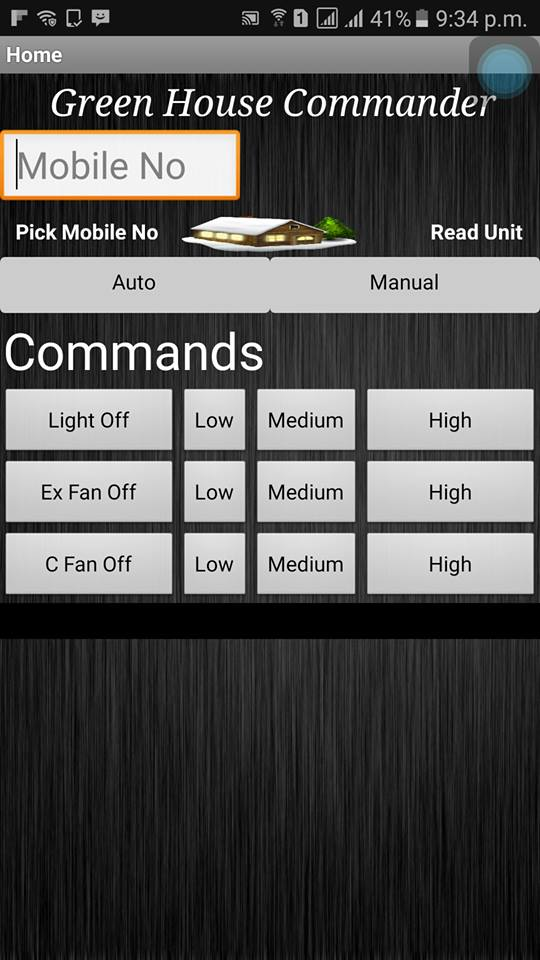 1 41% 9:34 p.m.
Home
Green House Commander
Mobile No
Pick Mobile No Read Unit
Auto Manual
Commands
Light Off Low Medium High
Ex Fan Off Low Medium High
C Fan Off Low Medium High